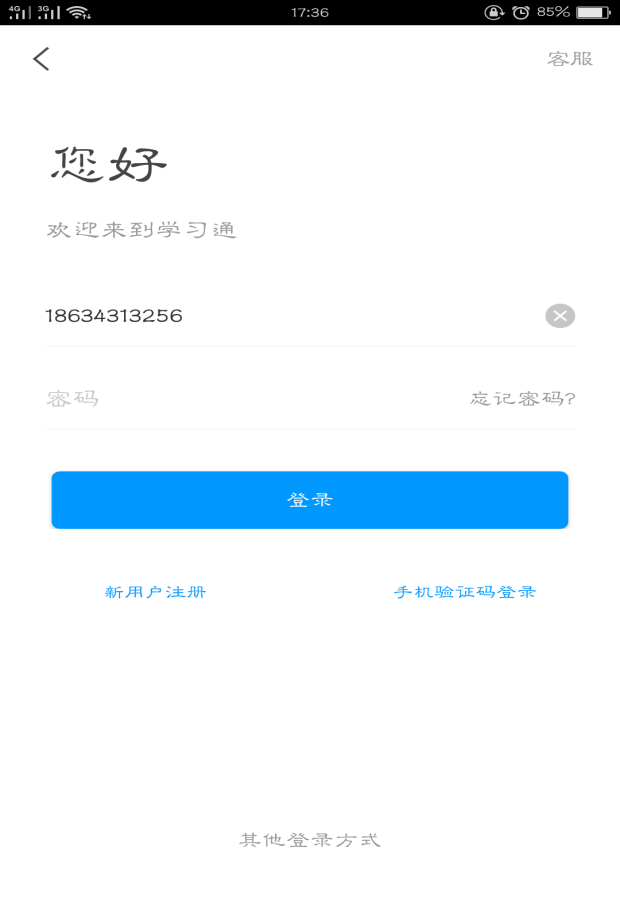 4G 3G 17:36 85%
客服
您好
欢迎来到学习通
18634313256
密码 忘记密码?
登录
新用户注册 手机验证码登录
其他登录方式